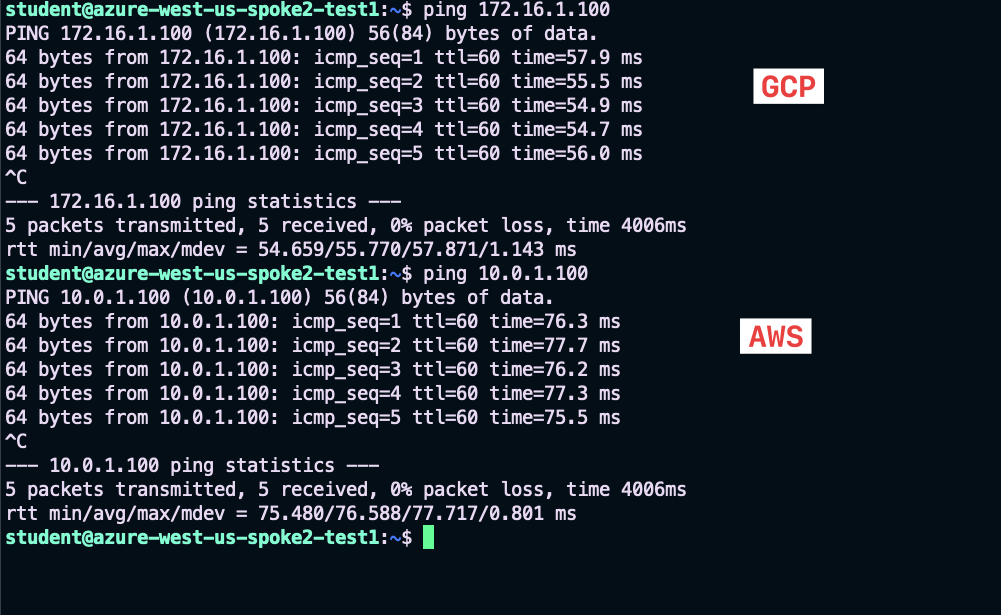 student@azure-west-us-spoke2-test1:~$ ping 172.16.1.100
PING 172.16.1.100 (172.16.1.100) 56(84) bytes of data.
64 bytes from 172.16.1.100: icmp_seq=1 ttl=60 time=57.9 ms
64 bytes from 172.16.1.100: icmp_seq=2 ttl=60 time=55.5 ms
GCP
64 bytes from 172.16.1.100: icmp_seq=3 ttl=60 time=54.9 ms
64 bytes from 172.16.1.100: icmp_seq=4 ttl=60 time=54.7 ms
64 bytes from 172.16.1.100: icmp_seq=5 ttl=60 time=56.0 ms
^C
--- 172.16.1.100 ping statistics ---
5 packets transmitted, 5 received, 0% packet loss, time 4006ms
rtt min/avg/max/mdev = 54.659/55.770/57.871/1.143 ms
student@azure-west-us-spoke2-test1:~$ ping 10.0.1.100
PING 10.0.1.100 (10.0.1.100) 56(84) bytes of data.
64 bytes from 10.0.1.100: icmp_seq=1 ttl=60 time=76.3 ms
AWS
64 bytes from 10.0.1.100: icmp_seq=2 ttl=60 time=77.7 ms
64 bytes from 10.0.1.100: icmp_seq=3 ttl=60 time=76.2 ms
64 bytes from 10.0.1.100: icmp_seq=4 ttl=60 time=77.3 ms
64 bytes from 10.0.1.100: icmp_seq=5 ttl=60 time=75.5 ms
^C
--- 10.0.1.100 ping statistics ---
5 packets transmitted, 5 received, 0% packet loss, time 4006ms
rtt min/avg/max/mdev = 75.480/76.588/77.717/0.801 ms
student@azure-west-us-spoke2-test1:~$